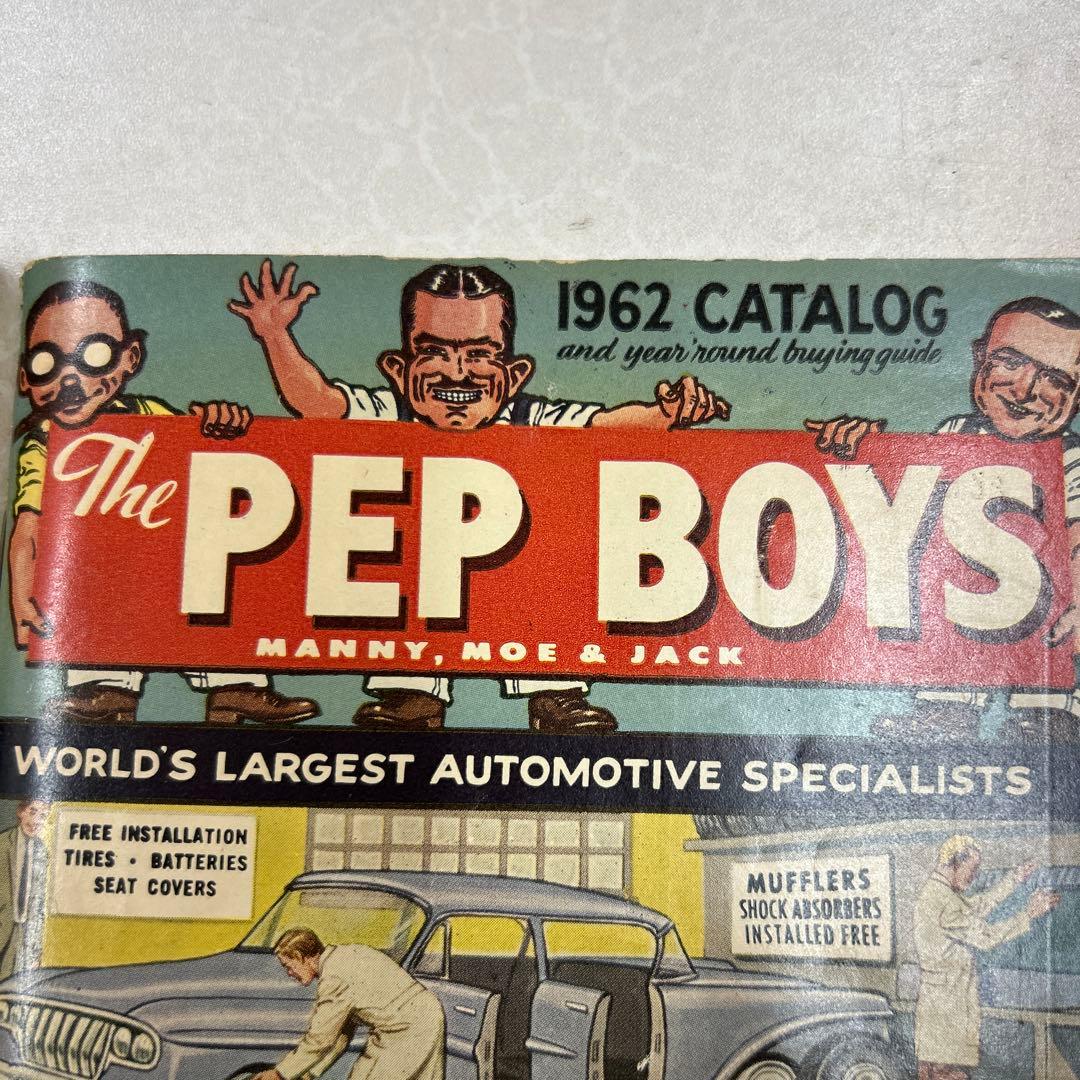 1962 CATALOG
and year 'round buying guide
The PEP BOYS
MANNY, MOE & JACK
WORLD'S LARGEST AUTOMOTIVE SPECIALISTS
FREE INSTALLATION
TIRES • BATTERIES
SEAT COVERS
MUFFLERS
SHOCK ABSORBERS
INSTALLED FREE